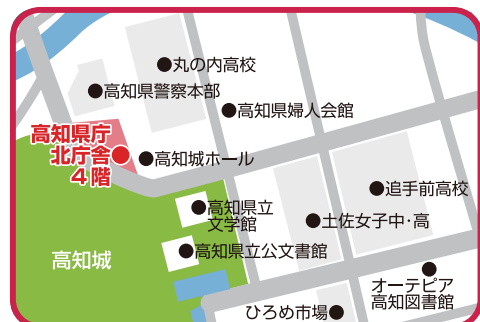 丸の内高校
高知県警察本部
高知県婦人会館
高知県庁
北庁舎
4階
高知城ホール
追手前高校
高知県立
文学館
土佐女子中・高
高知県立公文書館
高知城
オーテピア
高知図書館
ひろめ市場